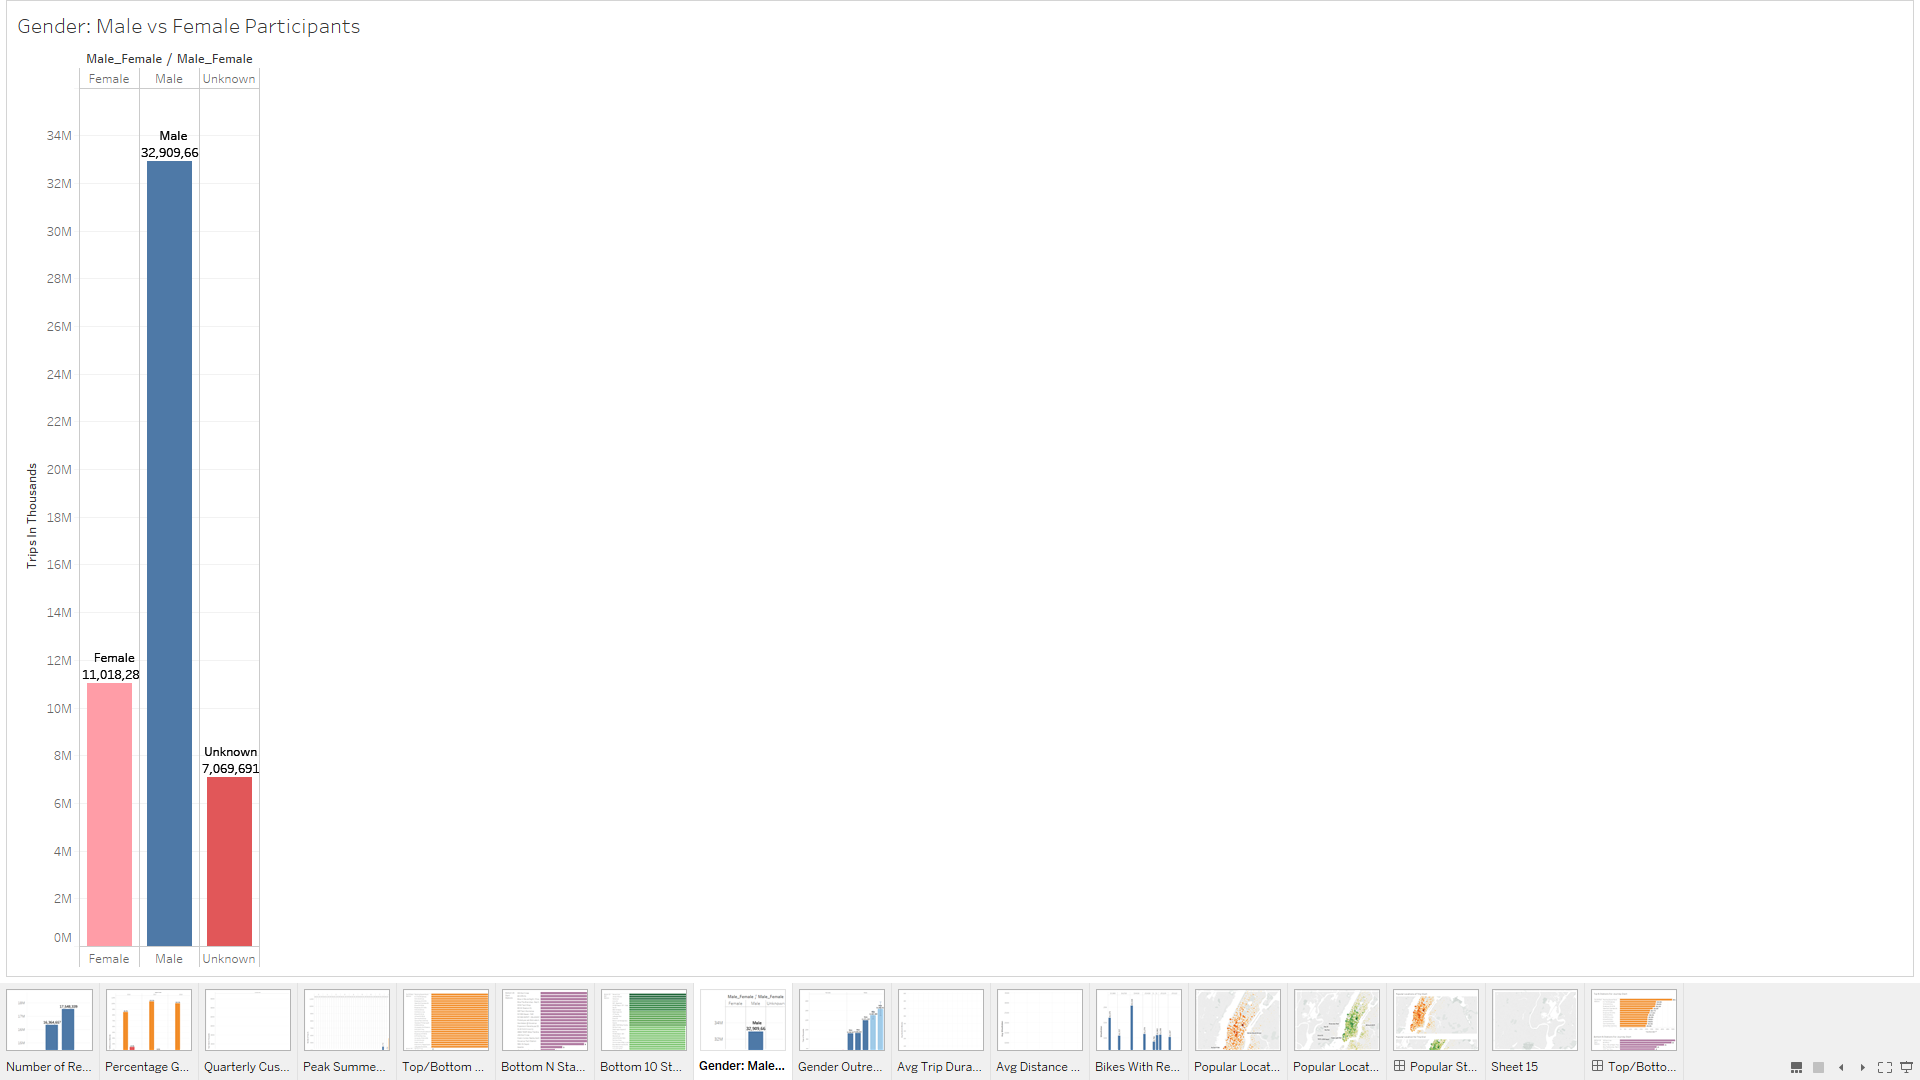 Gender: Male vs Female Participants
Male_Female / Male_Female
Female Male Unknown
34M
32M
30M
28M
26M
24M
22M
20M
18M
16M
14M
12M
10M
8M
6M
4M
2M
0M
Trips In Thousands
Male
32,909,66
Female
11,018,28
Unknown
7,069,691
Female Male Unknown
Number of Re...
Percentage G...
Quarterly Cus...
Peak Summe...
Top/Bottom ...
Bottom N Sta...
Bottom 10 St...
Gender: Male...
Gender Outre...
Avg Trip Dura...
Avg Distance ...
Bikes With Re...
Popular Locat...
Popular Locat...
Popular St...
Sheet 15
Top/Botto...